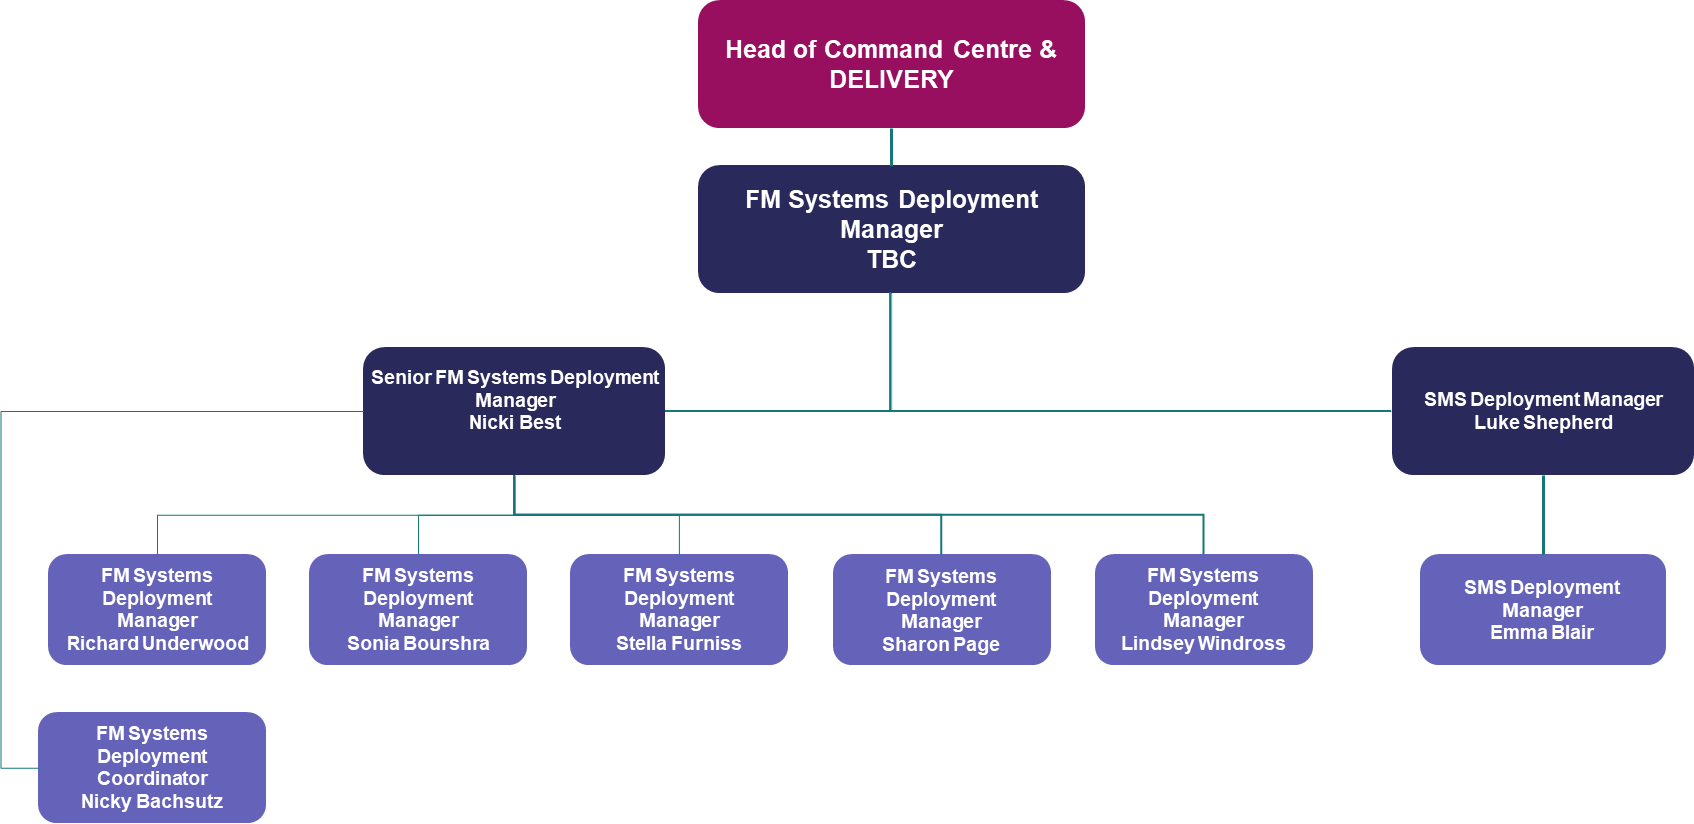 Head of Command Centre &
DELIVERY
FM Systems Deployment
Manager
TBC
Senior FM Systems Deployment
Manager
Nicki Best
SMS Deployment Manager
Luke Shepherd
FM Systems
Deployment
Manager
Richard Underwood
FM Systems
Deployment
Manager
Sonia Bourshra
FM Systems
Deployment
Manager
Stella Furniss
FM Systems
Deployment
Manager
Sharon Page
FM Systems
Deployment
Manager
Lindsey Windross
SMS Deployment
Manager
Emma Blair
FM Systems
Deployment
Coordinator
Nicky Bachsutz